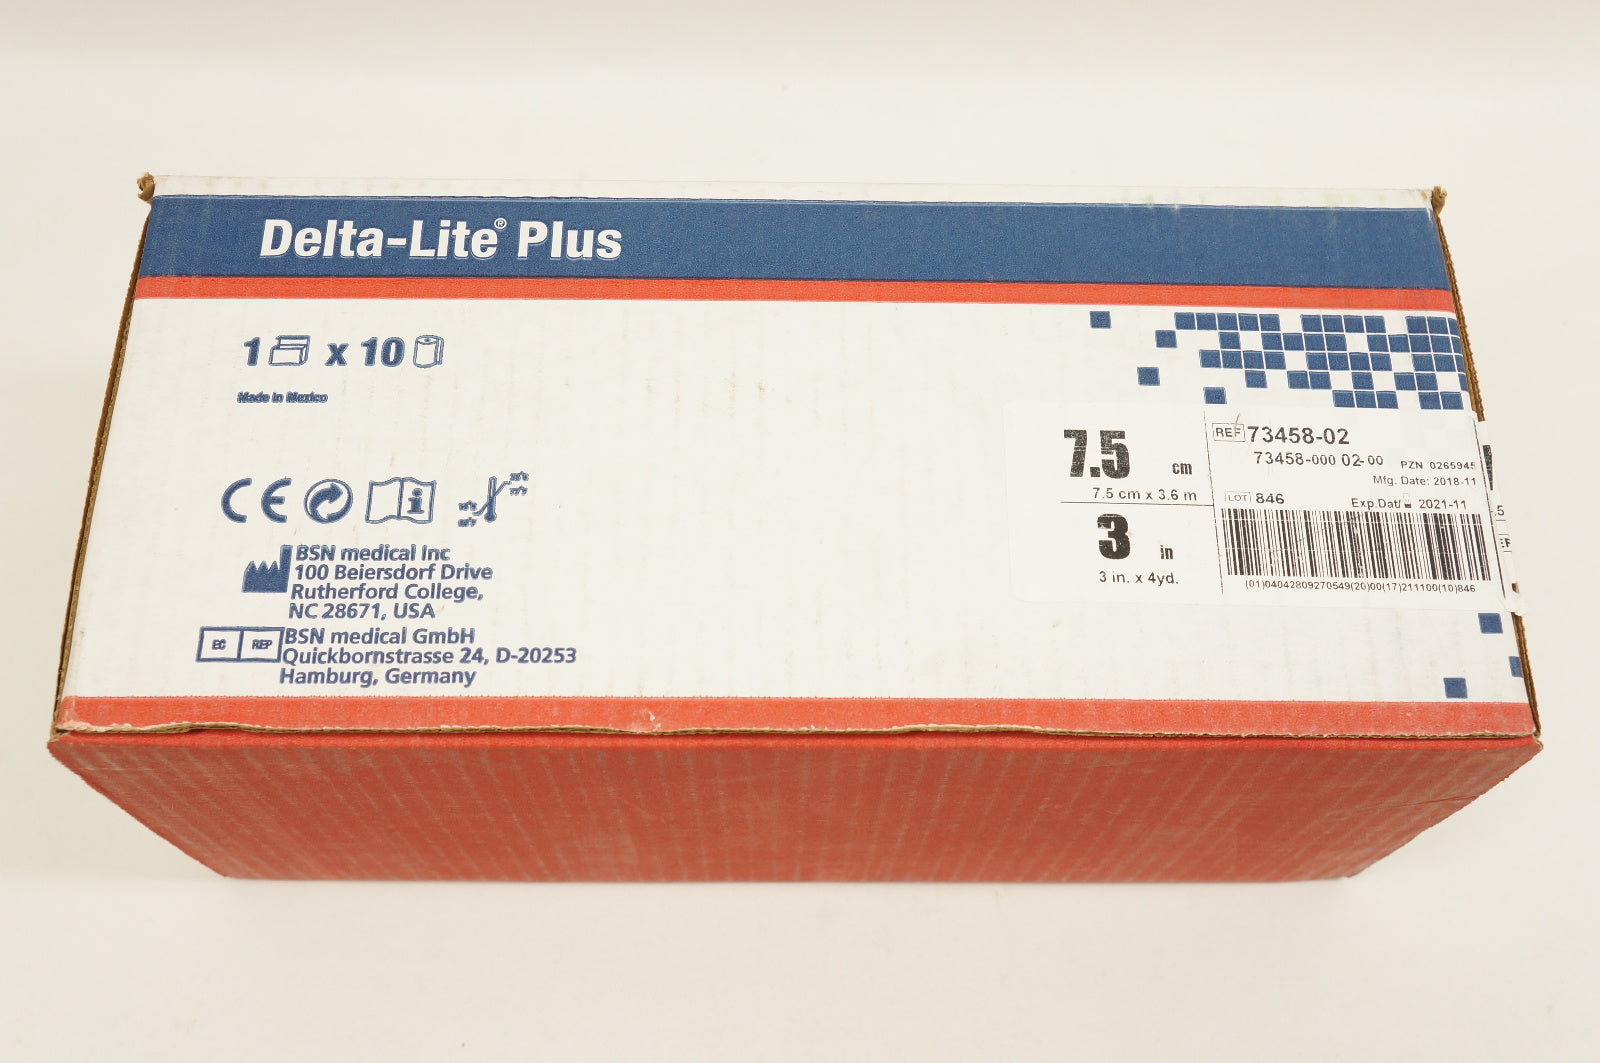 Delta-Lite® Plus
1 x 10
Made in Mexico
CE
BSN medical Inc
100 Beiersdorf Drive
Rutherford College,
NC 28671, USA
EC REP
BSN medical GmbH
Quickbornstrasse 24, D-20253
Hamburg, Germany
7.5 cm
7.5 cm x 3.6 m
3 in
3 in. x 4yd.
REF 73458-02
73458-000 02-00 PZN 0265945
Mfg. Date: 2018-11
LOT 846
Exp.Dat/ 2021-11
(01)04042809270549(20)00(17)211100(10)846